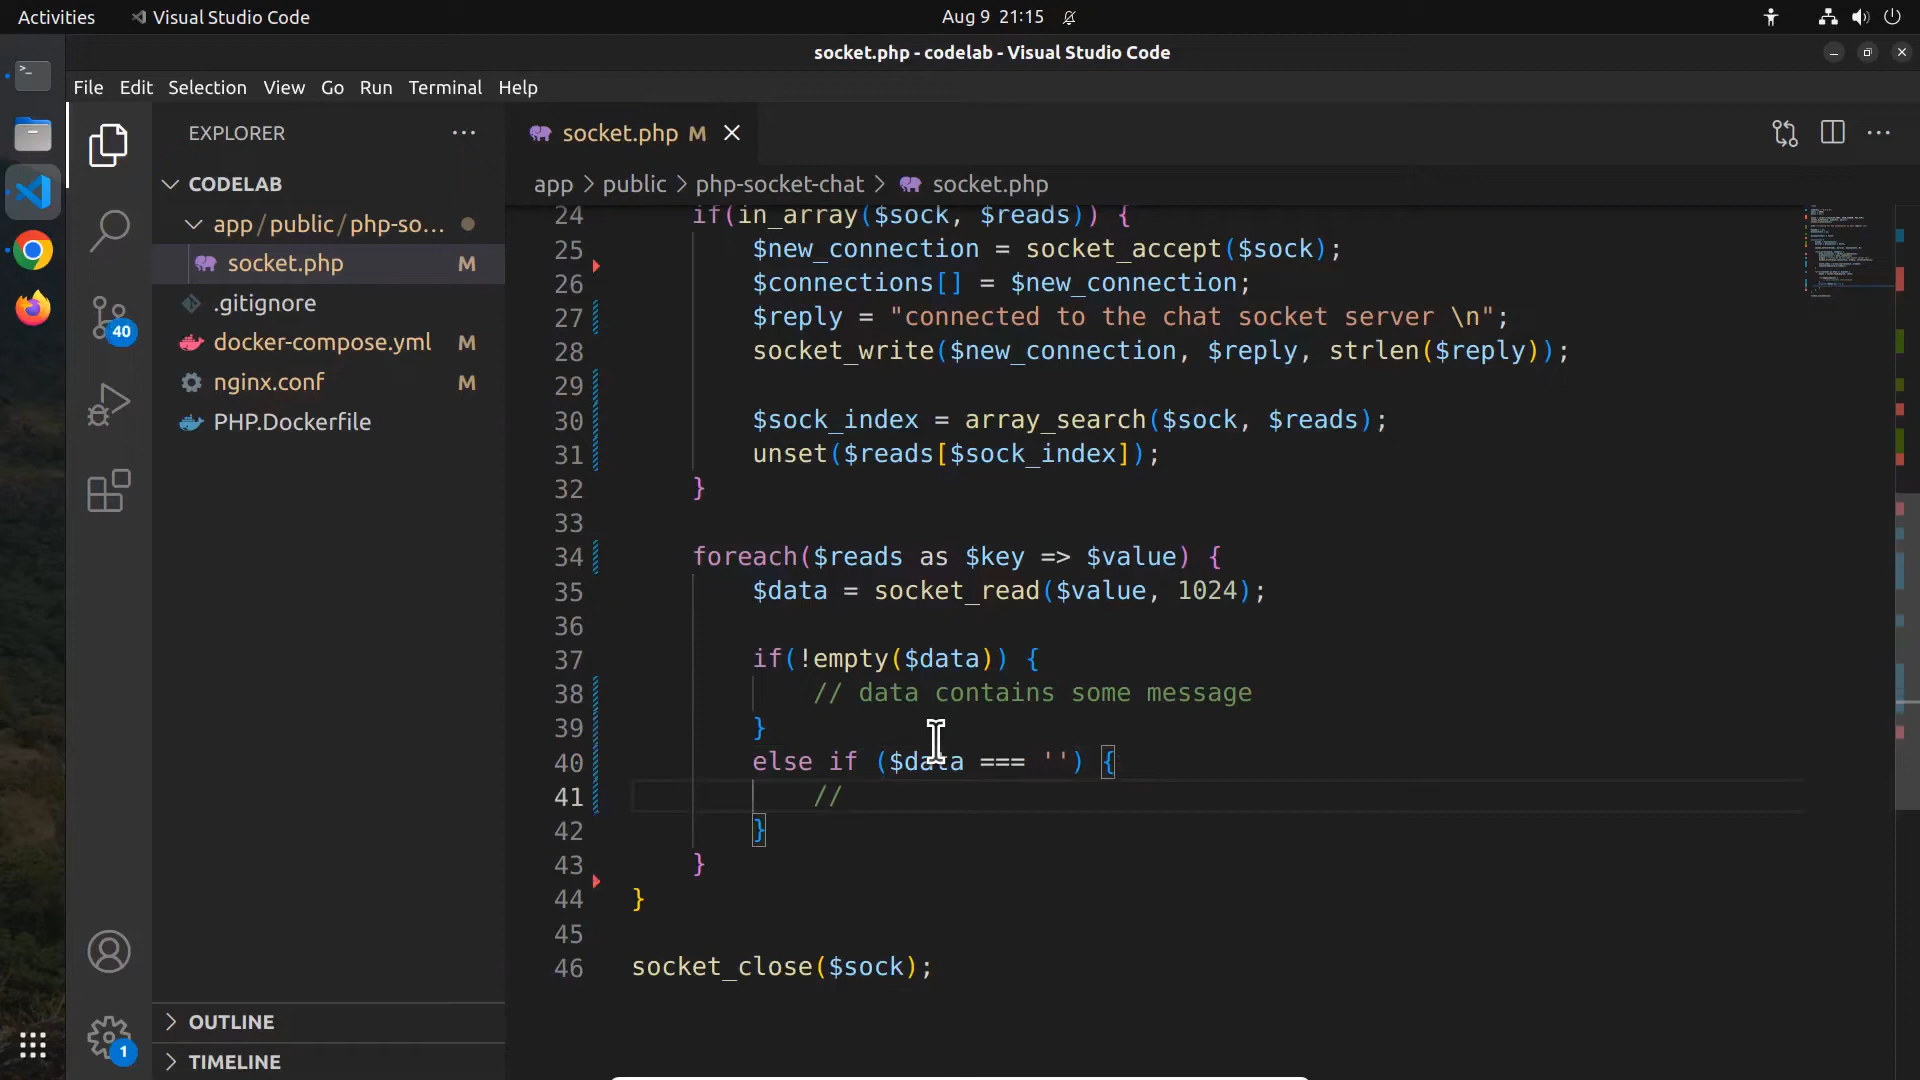 Activities
Visual Studio Code
Aug 9 21:15
socket.php - codelab - Visual Studio Code
File Edit Selection View Go Run Terminal Help
EXPLORER
socket.php M
CODELAB
app > public > php-socket-chat > socket.php
app/public/php-so...
socket.php M
.gitignore
docker-compose.yml M
nginx.conf M
PHP.Dockerfile
40
24 if(in_array($sock, $reads)) {
25 $new_connection = socket_accept($sock);
26 $connections[] = $new_connection;
27 $reply = "connected to the chat socket server \n";
28 socket_write($new_connection, $reply, strlen($reply));
29
30 $sock_index = array_search($sock, $reads);
31 unset($reads[$sock_index]);
32 }
33
34 foreach($reads as $key => $value) {
35 $data = socket_read($value, 1024);
36
37 if(!empty($data)) {
38 // data contains some message
39 }
40 else if ($data === '') {
41 //
42 }
43 }
44 }
45
46 socket_close($sock);
OUTLINE
TIMELINE
1